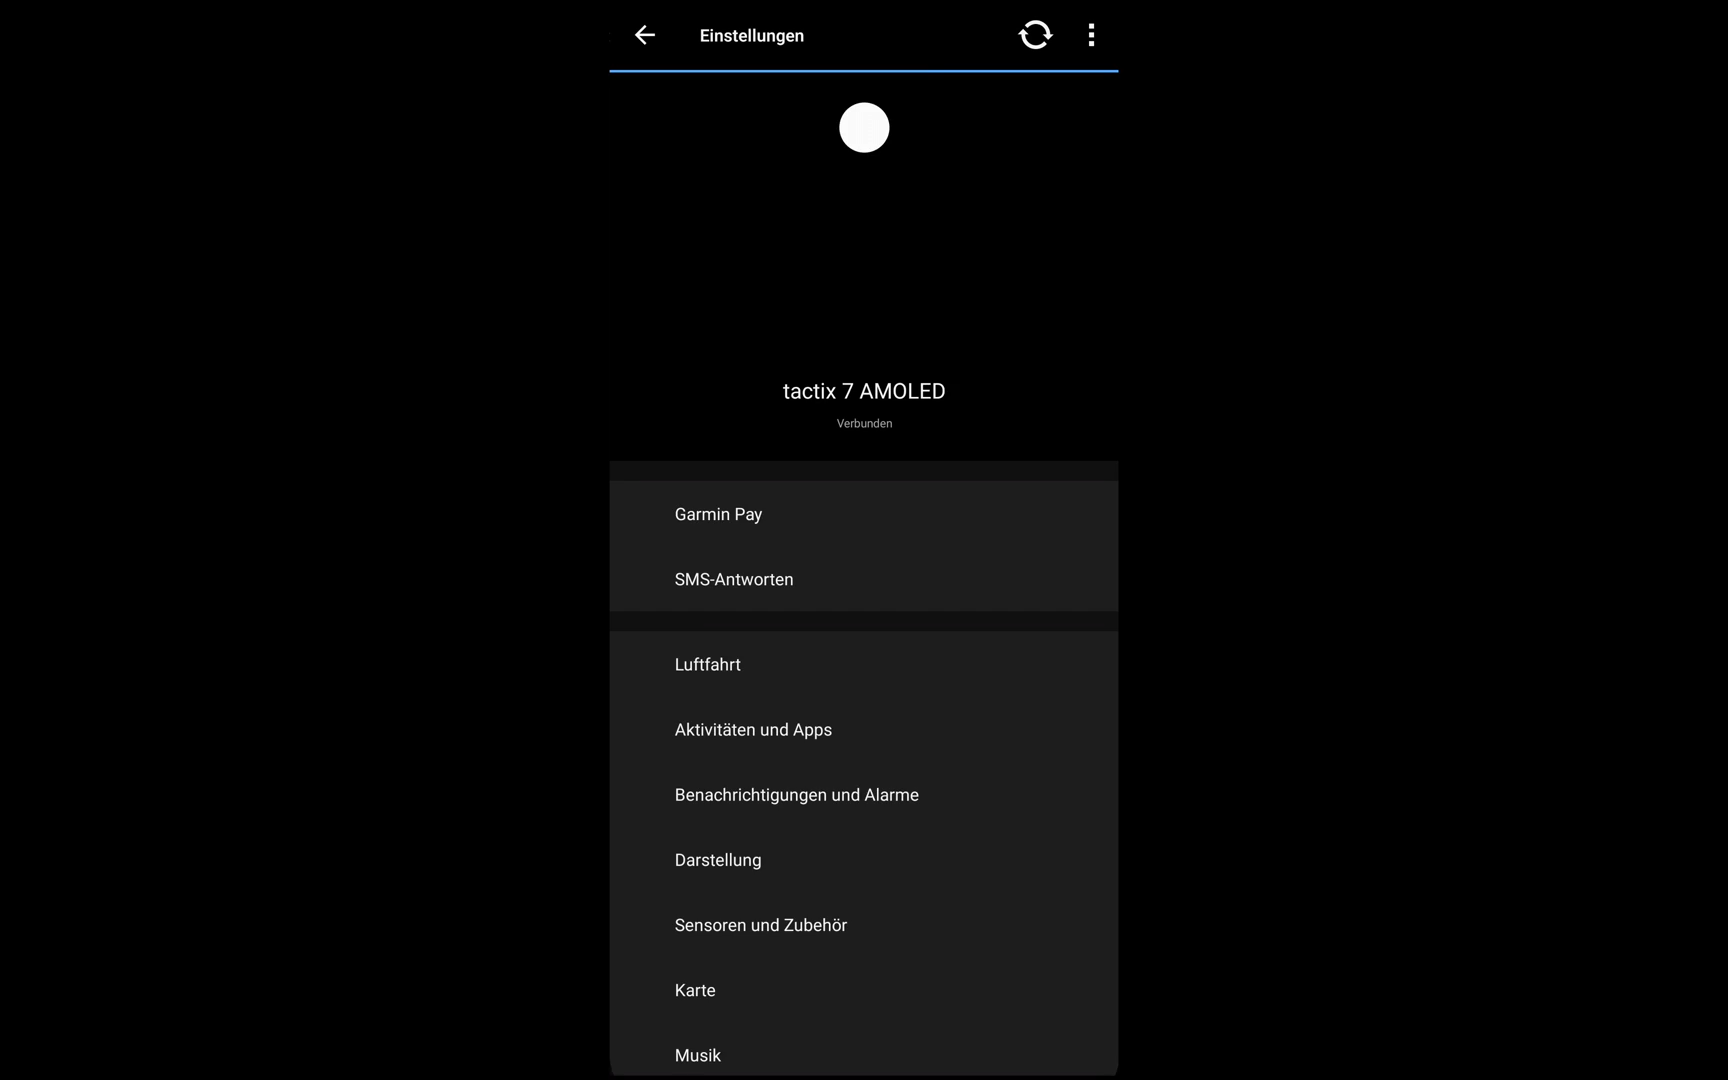 Einstellungen
tactix 7 AMOLED
Verbunden
Garmin Pay
SMS-Antworten
Luftfahrt
Aktivitäten und Apps
Benachrichtigungen und Alarme
Darstellung
Sensoren und Zubehör
Karte
Musik